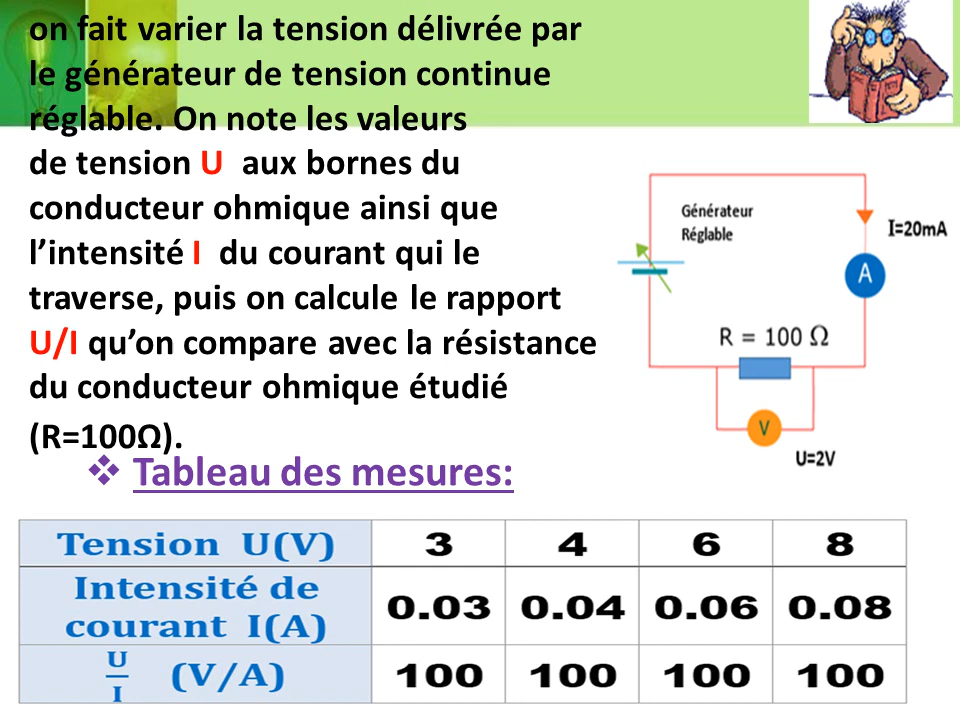 on fait varier la tension délivrée par
le générateur de tension continue
réglable. On note les valeurs
de tension U aux bornes du
conducteur ohmique ainsi que
l’intensité I du courant qui le
traverse, puis on calcule le rapport
U/I qu’on compare avec la résistance
du conducteur ohmique étudié
(R=100Ω).
Générateur
Réglable
I=20mA
A
R = 100 Ω
V
U=2V
❖ Tableau des mesures:
Tension U(V) 3 4 6 8
Intensité de
courant I(A) 0.03 0.04 0.06 0.08
U/I (V/A) 100 100 100 100